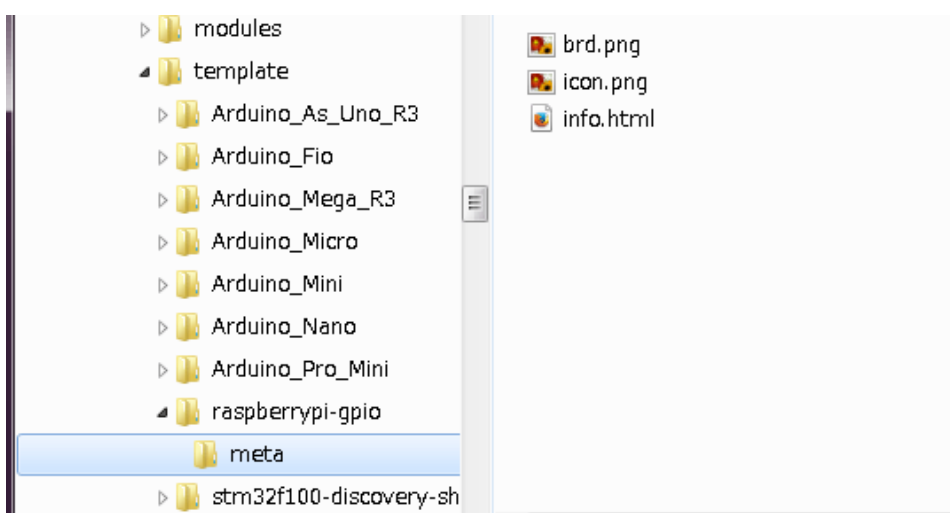 modules
template
Arduino_As_Uno_R3
Arduino_Fio
Arduino_Mega_R3
Arduino_Micro
Arduino_Mini
Arduino_Nano
Arduino_Pro_Mini
raspberrypi-gpio
meta
stm32f100-discovery-sh
brd.png
icon.png
info.html